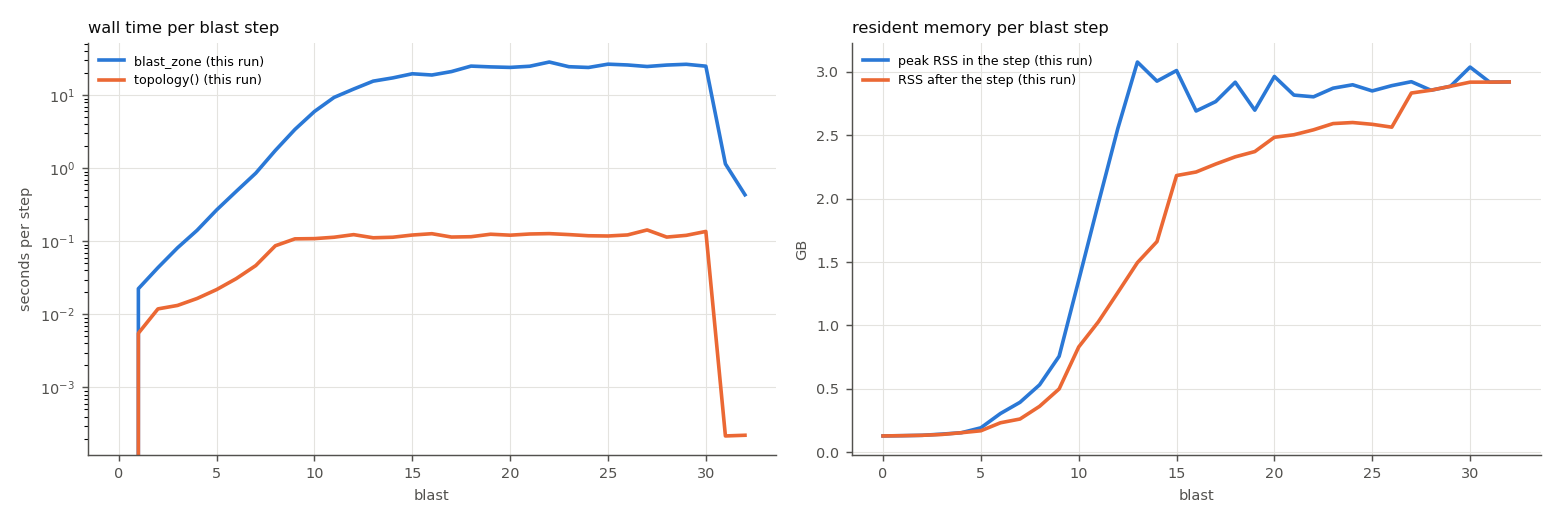 wall time per blast step
blast_zone (this run)
topology() (this run)
seconds per step
10¹
10⁰
10⁻¹
10⁻²
10⁻³
0 5 10 15 20 25 30
blast
resident memory per blast step
peak RSS in the step (this run)
RSS after the step (this run)
GB
3.0
2.5
2.0
1.5
1.0
0.5
0.0
0 5 10 15 20 25 30
blast